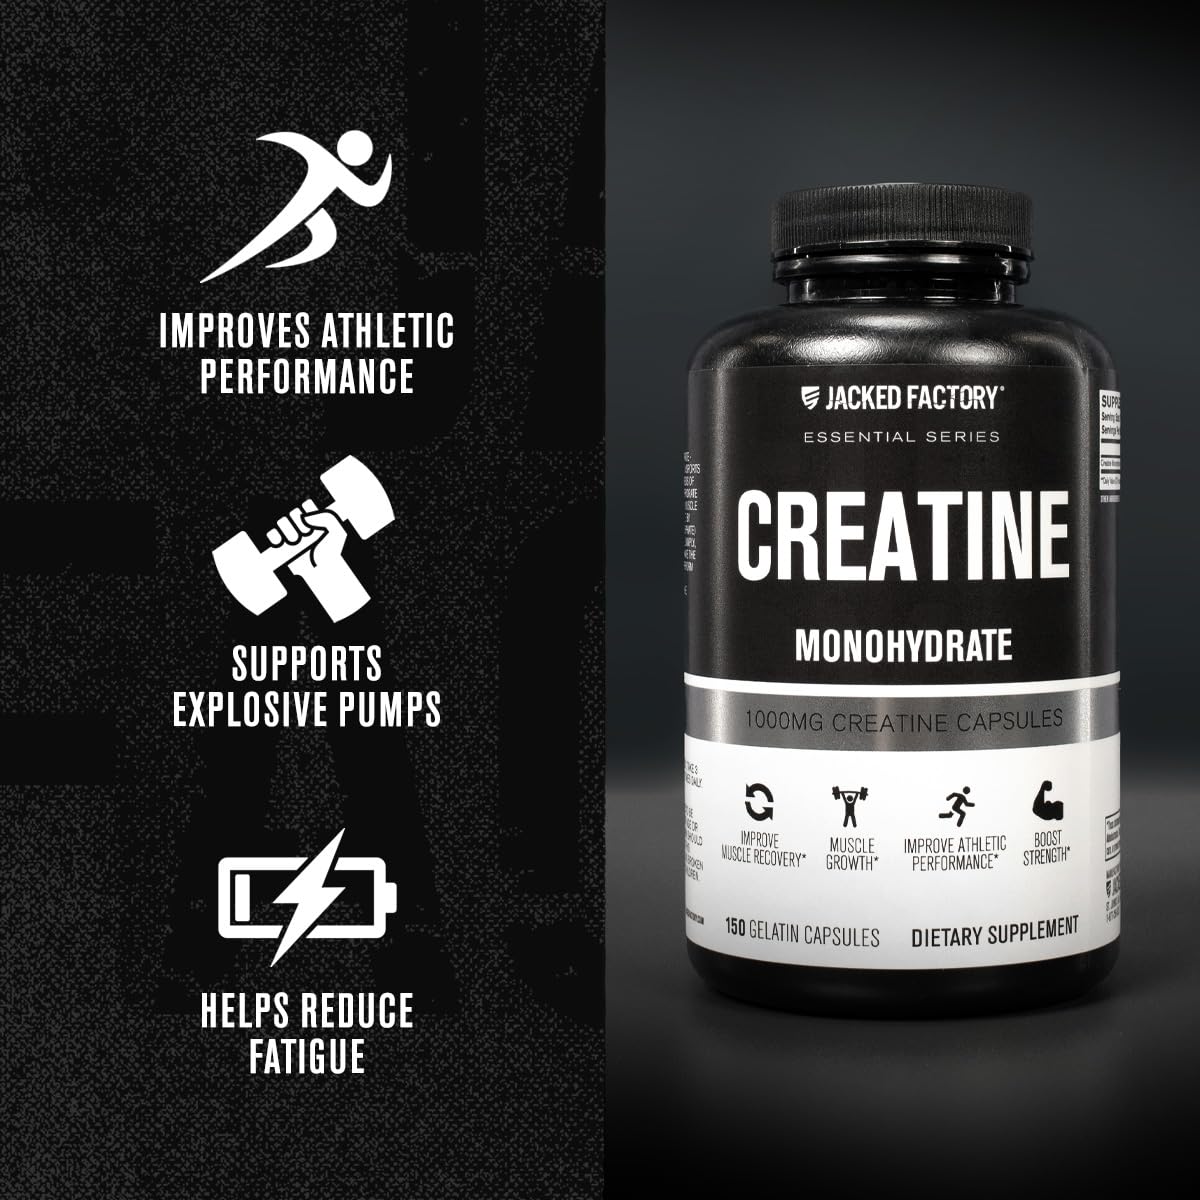 IMPROVES ATHLETIC
PERFORMANCE
SUPPORTS
EXPLOSIVE PUMPS
HELPS REDUCE
FATIGUE
JACKED FACTORY®
ESSENTIAL SERIES
CREATINE
MONOHYDRATE
1000MG CREATINE CAPSULES
IMPROVE
MUSCLE RECOVERY*
MUSCLE
GROWTH*
IMPROVE ATHLETIC
PERFORMANCE*
BOOST
STRENGTH*
150 GELATIN CAPSULES
DIETARY SUPPLEMENT